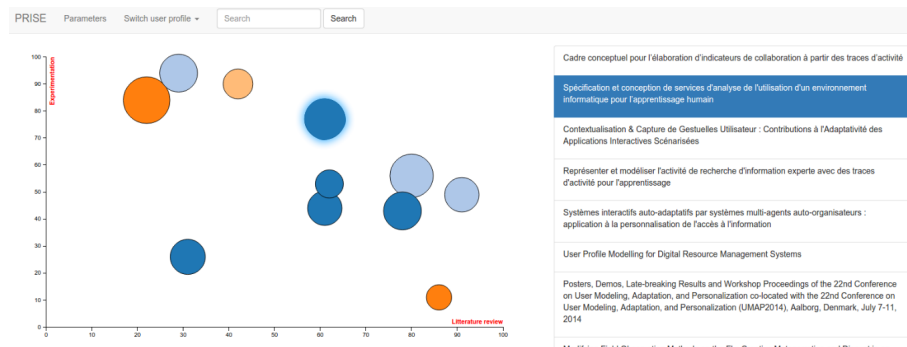 PRISE Parameters Switch user profile Search Search
100
90
80
70
60
50
40
30
20
10
0
Experimentation
Litterature review
0 10 20 30 40 50 60 70 80 90 100
Cadre conceptuel pour l'élaboration d'indicateurs de collaboration à partir des traces d'activité
Spécification et conception de services d'analyse de l'utilisation d'un environnement
informatique pour l'apprentissage humain
Contextualisation & Capture de Gestuelles Utilisateur : Contributions à l'Adaptativité des
Applications Interactives Scénarisées
Représenter et modéliser l'activité de recherche d'information experte avec des traces
d'activité pour l'apprentissage
Systèmes interactifs auto-adaptatifs par systèmes multi-agents auto-organisateurs :
application à la personnalisation de l'accès à l'information
User Profile Modelling for Digital Resource Management Systems
Posters, Demos, Late-breaking Results and Workshop Proceedings of the 22nd Conference
on User Modeling, Adaptation, and Personalization co-located with the 22nd Conference on
User Modeling, Adaptation, and Personalization (UMAP2014), Aalborg, Denmark, July 7-11,
2014